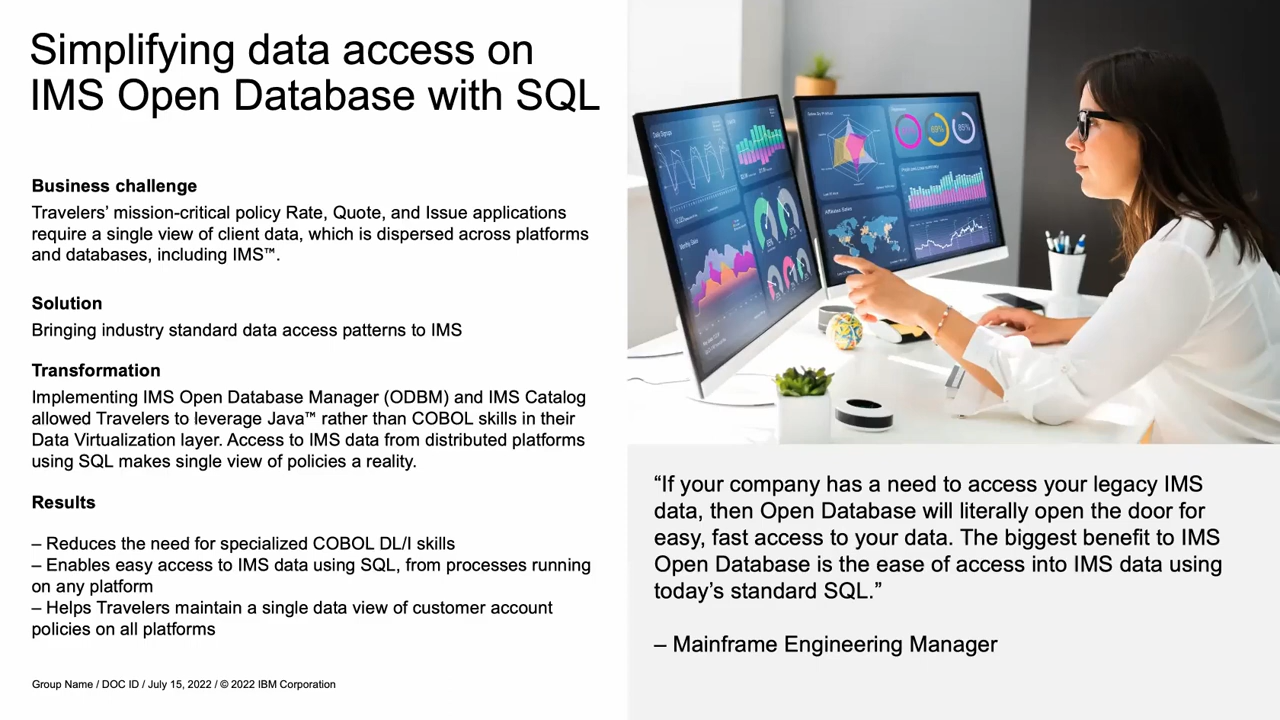 Simplifying data access on
IMS Open Database with SQL
Business challenge
Travelers’ mission-critical policy Rate, Quote, and Issue applications
require a single view of client data, which is dispersed across platforms
and databases, including IMS™.
Solution
Bringing industry standard data access patterns to IMS
Transformation
Implementing IMS Open Database Manager (ODBM) and IMS Catalog
allowed Travelers to leverage Java™ rather than COBOL skills in their
Data Virtualization layer. Access to IMS data from distributed platforms
using SQL makes single view of policies a reality.
Results
– Reduces the need for specialized COBOL DL/I skills
– Enables easy access to IMS data using SQL, from processes running
on any platform
– Helps Travelers maintain a single data view of customer account
policies on all platforms
Group Name / DOC ID / July 15, 2022 / © 2022 IBM Corporation
“If your company has a need to access your legacy IMS
data, then Open Database will literally open the door for
easy, fast access to your data. The biggest benefit to IMS
Open Database is the ease of access into IMS data using
today’s standard SQL.”
– Mainframe Engineering Manager